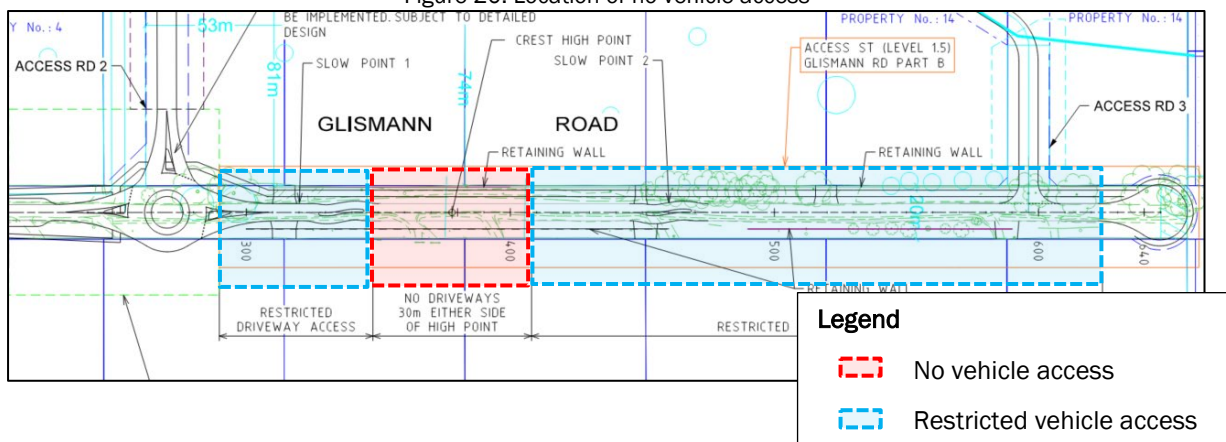 Figure 20: Location of no vehicle access
BE IMPLEMENTED. SUBJECT TO DETAILED
DESIGN
Y No.: 4
53m
PROPERTY No.: 14
PROPERTY No.: 14
ACCESS RD 2
81m
SLOW POINT 1
74m
CREST HIGH POINT
SLOW POINT 2
ACCESS ST (LEVEL 1.5)
GLISMANN RD PART B
ACCESS RD 3
GLISMANN ROAD
RETAINING WALL
RETAINING WALL
20m
300
400
500
600
640
RETAINING WALL
RESTRICTED
DRIVEWAY ACCESS
NO DRIVEWAYS
30m EITHER SIDE
OF HIGH POINT
RESTRICTED
Legend
No vehicle access
Restricted vehicle access